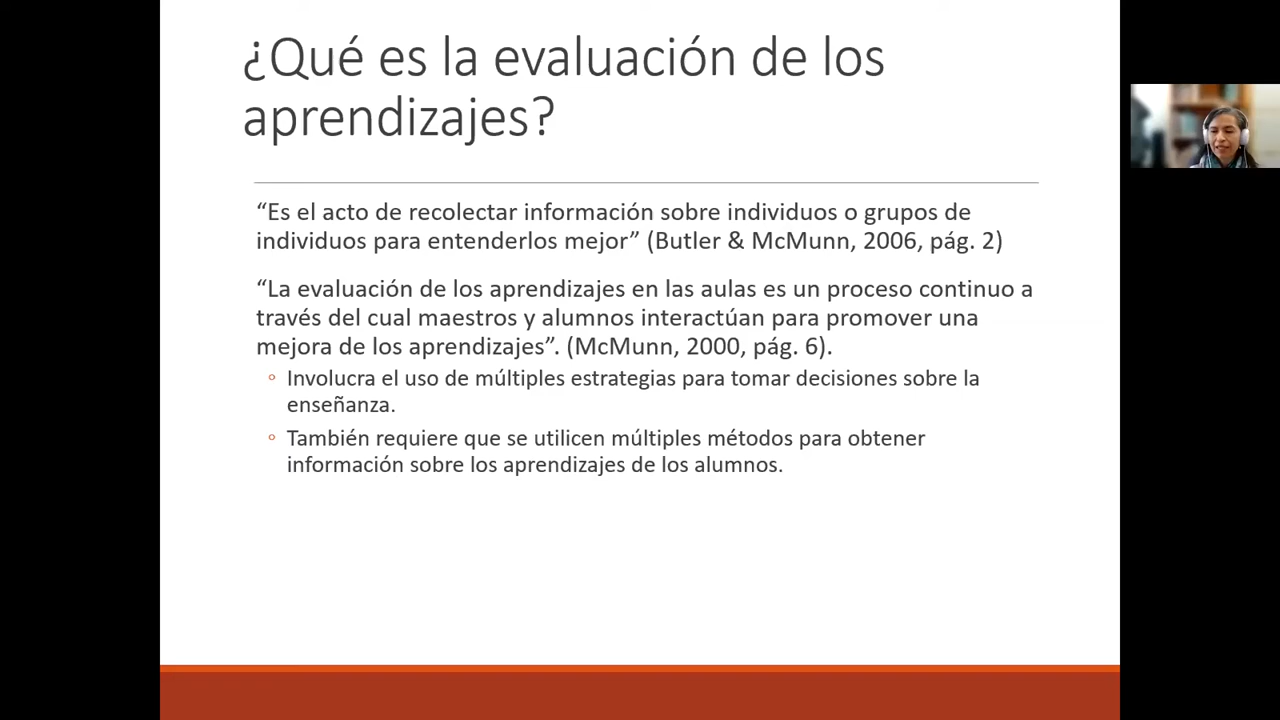 ¿Qué es la evaluación de los
aprendizajes?
“Es el acto de recolectar información sobre individuos o grupos de
individuos para entenderlos mejor” (Butler & McMunn, 2006, pág. 2)
“La evaluación de los aprendizajes en las aulas es un proceso continuo a
través del cual maestros y alumnos interactúan para promover una
mejora de los aprendizajes”. (McMunn, 2000, pág. 6).
◦ Involucra el uso de múltiples estrategias para tomar decisiones sobre la
enseñanza.
◦ También requiere que se utilicen múltiples métodos para obtener
información sobre los aprendizajes de los alumnos.